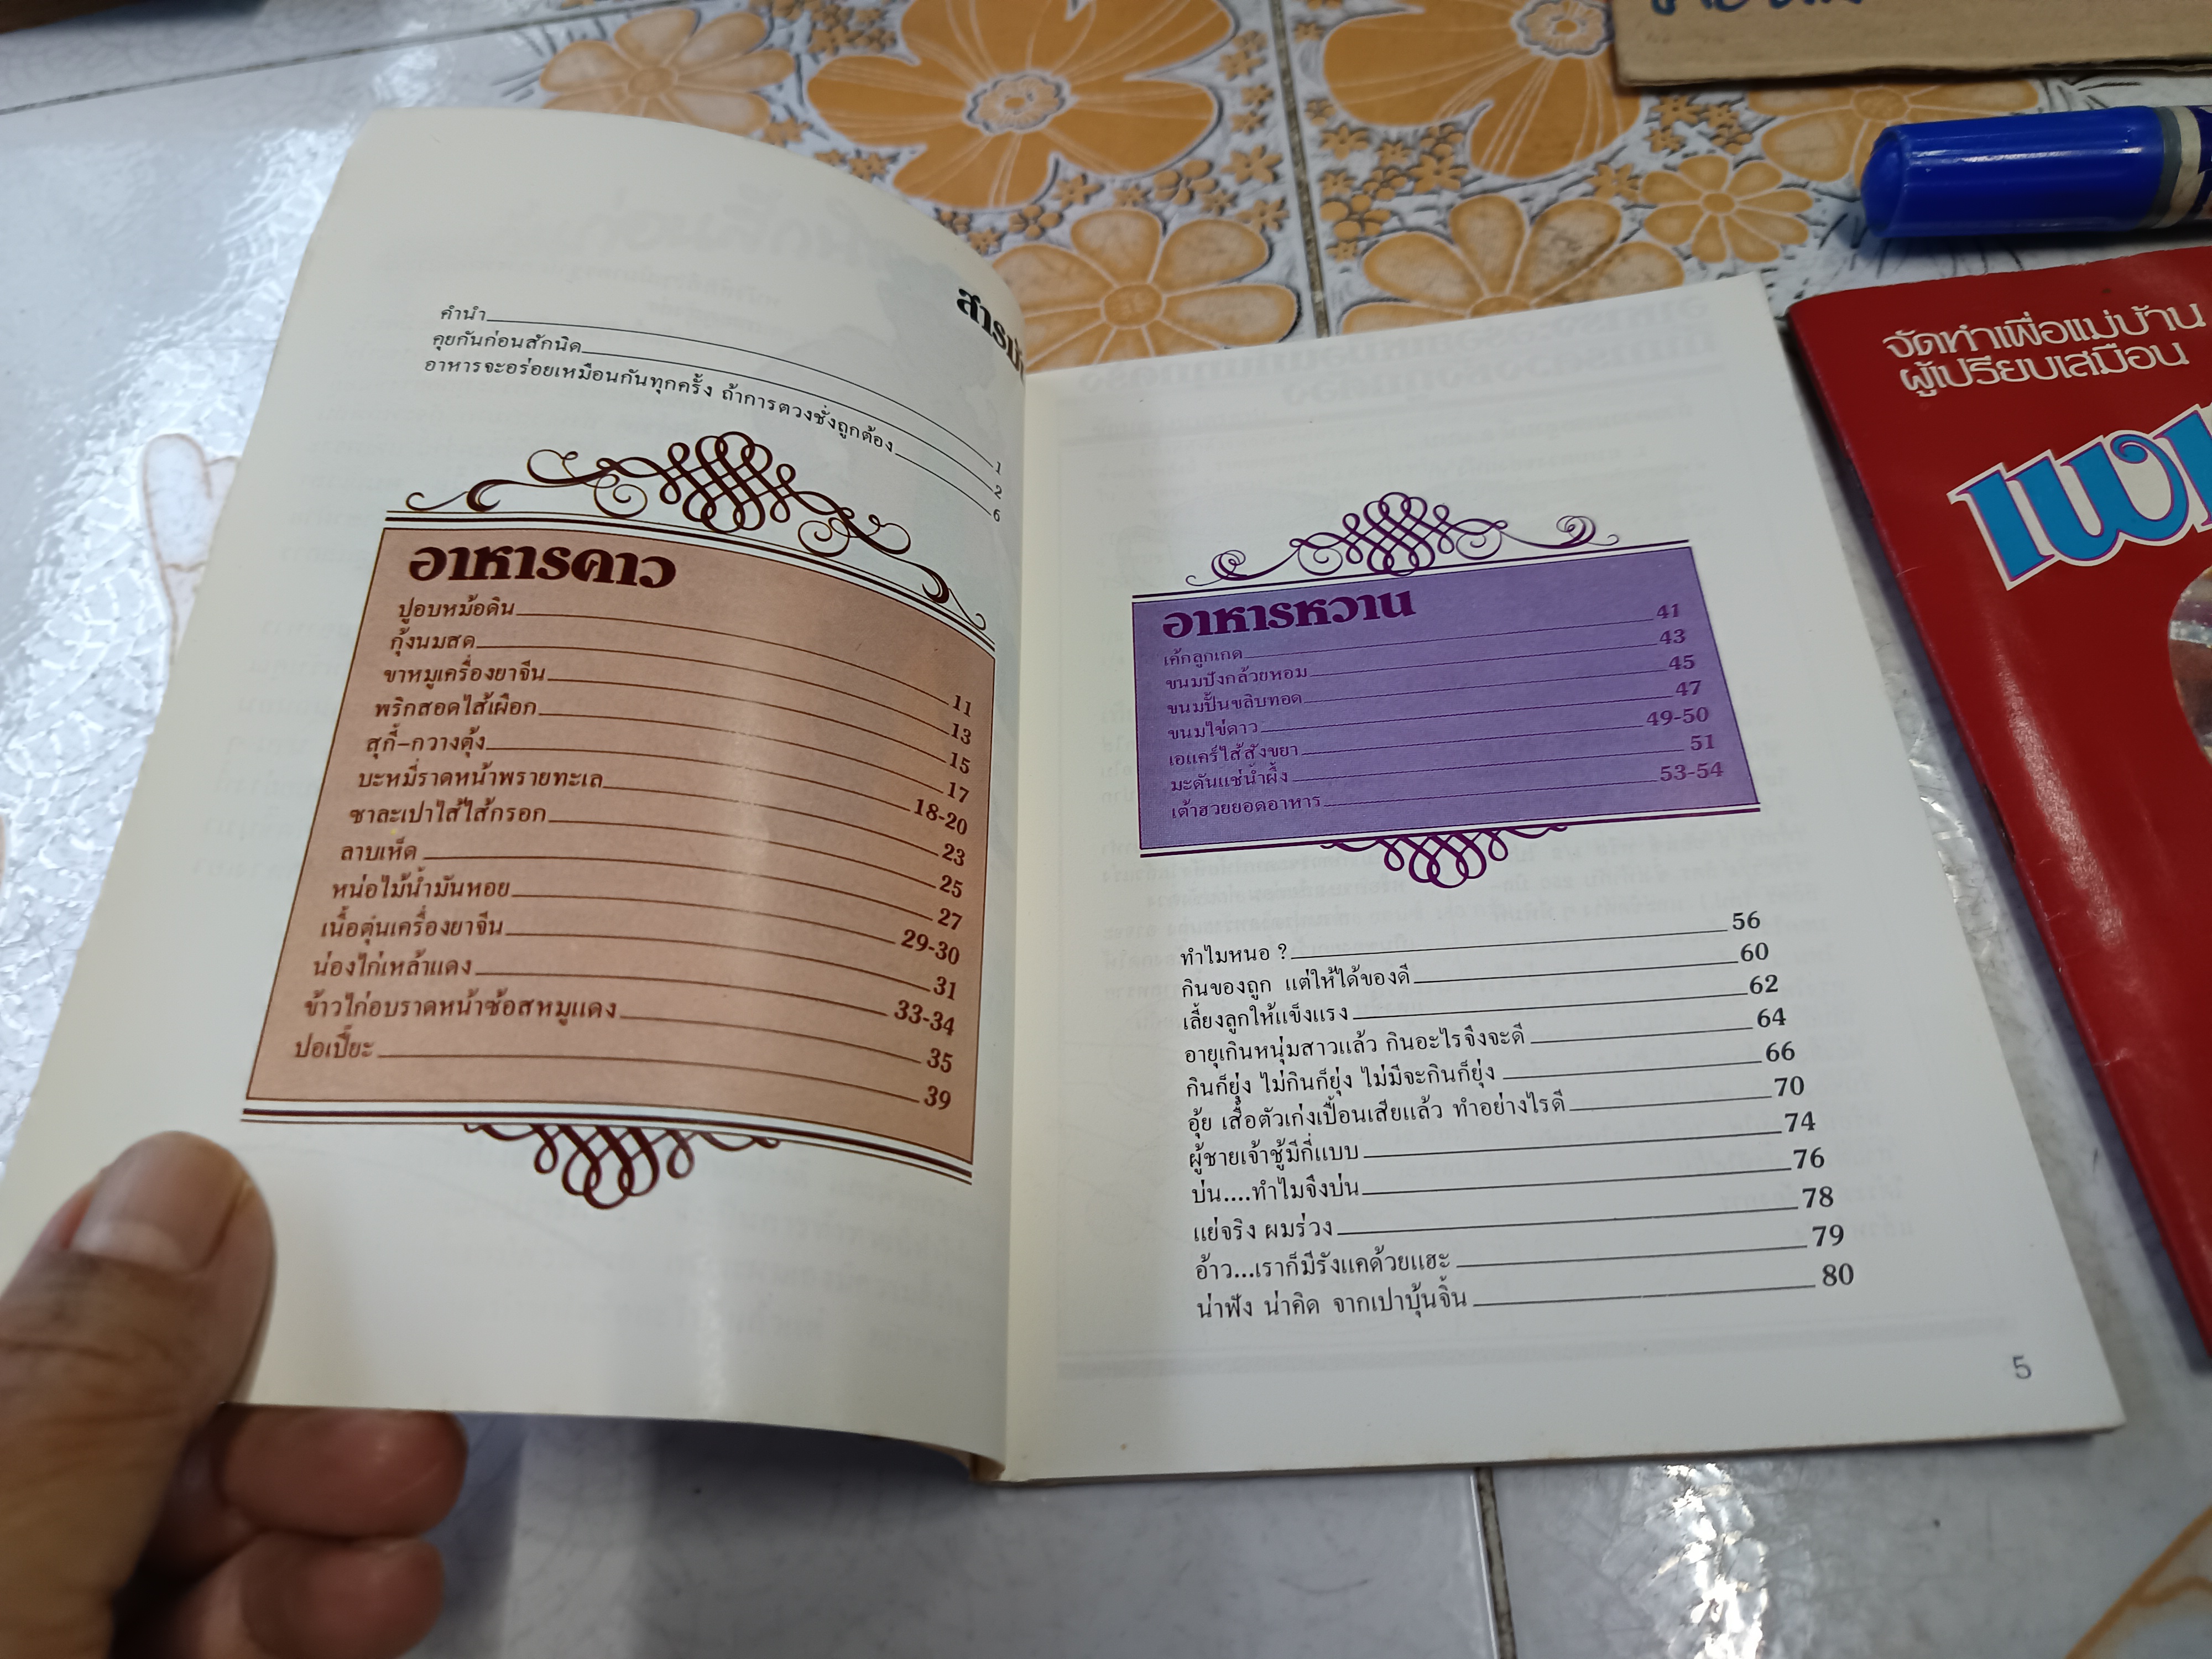 คำนำ 1
คุยกันก่อนสักนิด 2
อาหารจะอร่อยเหมือนกันทุกครั้ง ถ้าการตวงชั่งถูกต้อง 6
อาหารคาว
ปูอบหม้อดิน 11
กุ้งนมสด 13
ขาหมูเครื่องยาจีน 15
พริกสอดไส้เผือก 17
สุกี้-กวางตุ้ง 18-20
บะหมี่ราดหน้าพรายทะเล 23
ซาละเปาไส้ไส้กรอก 25
ลาบเห็ด 27
หน่อไม้น้ำมันหอย 29-30
เนื้อตุ๋นเครื่องยาจีน 31
น่องไก่เหล้าแดง 33-34
ข้าวไก่อบราดหน้าซ้อสหมูแดง 35
ปอเปี๊ยะ 39
อาหารหวาน
เค้กลูกเกด 41
ขนมปังกล้วยหอม 43
ขนมปั้นขลิบทอด 45
ขนมไข่ดาว 47
เอแคร์ไส้สังขยา 49-50
มะดันแช่น้ำผึ้ง 51
เต้าฮวยยอดอาหาร 53-54
ทำไมหนอ ? 56
กินของถูก แต่ให้ได้ของดี 60
เลี้ยงลูกให้แข็งแรง 62
อายุเกินหนุ่มสาวแล้ว กินอะไรจึงจะดี 64
กินก็ยุ่ง ไม่กินก็ยุ่ง ไม่มีจะกินก็ยุ่ง 66
อุ้ย เสื้อตัวเก่งเปื้อนเสียแล้ว ทำอย่างไรดี 70
ผู้ชายเจ้าชู้มีกี่แบบ 74
บ่น....ทำไมจึงบ่น 76
แย่จริง ผมร่วง 78
อ้าว...เราก็มีรังแคด้วยแฮะ 79
น่าฟัง น่าคิด จากเปาบุ้นจิ้น 80
5
จัดทำเพื่อแม่บ้าน
ผู้เปรียบเสมือน